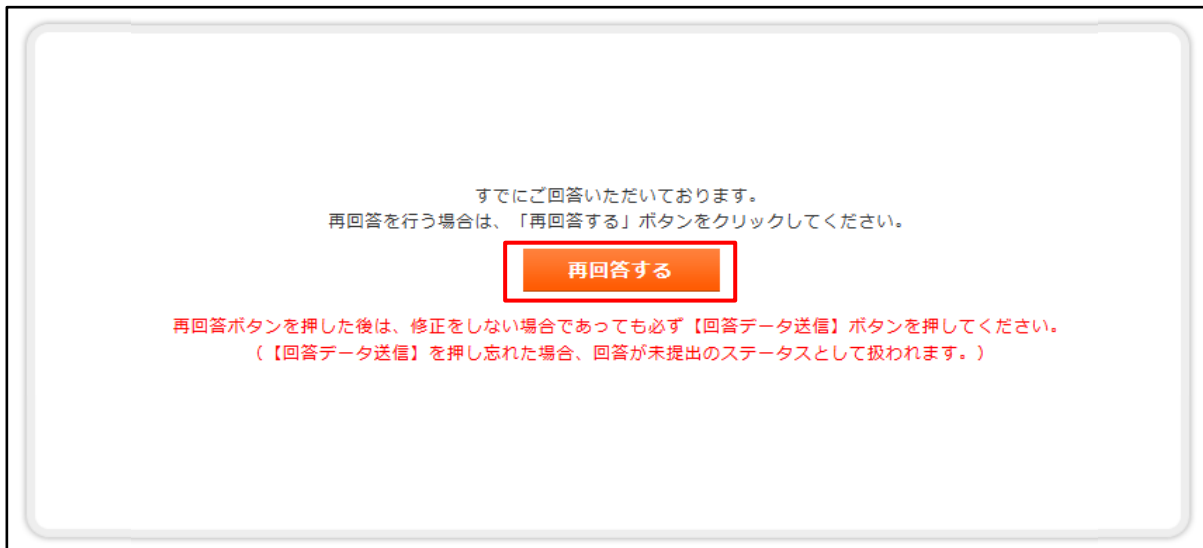 すでにご回答いただいております。
再回答を行う場合は、「再回答する」ボタンをクリックしてください。
再回答する
再回答ボタンを押した後は、修正をしない場合であっても必ず【回答データ送信】ボタンを押してください。
（【回答データ送信】を押し忘れた場合、回答が未提出のステータスとして扱われます。）